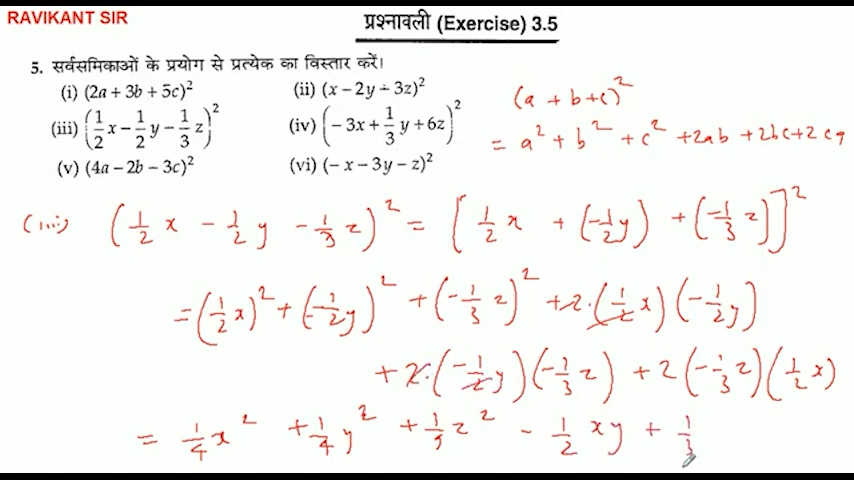 RAVIKANT SIR
प्रश्नावली (Exercise) 3.5
5. सर्वसमिकाओं के प्रयोग से प्रत्येक का विस्तार करें।
(i) (2a + 3b + 5c)² (ii) (x – 2y – 3z)²
(iii) (1/2 x – 1/2 y – 1/3 z)² (iv) (– 3x + 1/3 y + 6z)²
(v) (4a – 2b – 3c)² (vi) (– x – 3y – z)²
(a + b + c)²
= a² + b² + c² + 2ab + 2bc + 2ca
(iii) (1/2 x – 1/2 y – 1/3 z)² = [1/2 x + (–1/2 y) + (–1/3 z)]²
= (1/2 x)² + (–1/2 y)² + (–1/3 z)² + 2·(1/2 x)(–1/2 y)
+ 2·(–1/2 y)(–1/3 z) + 2(–1/3 z)(1/2 x)
= 1/4 x² + 1/4 y² + 1/9 z² – 1/2 xy + 1/3